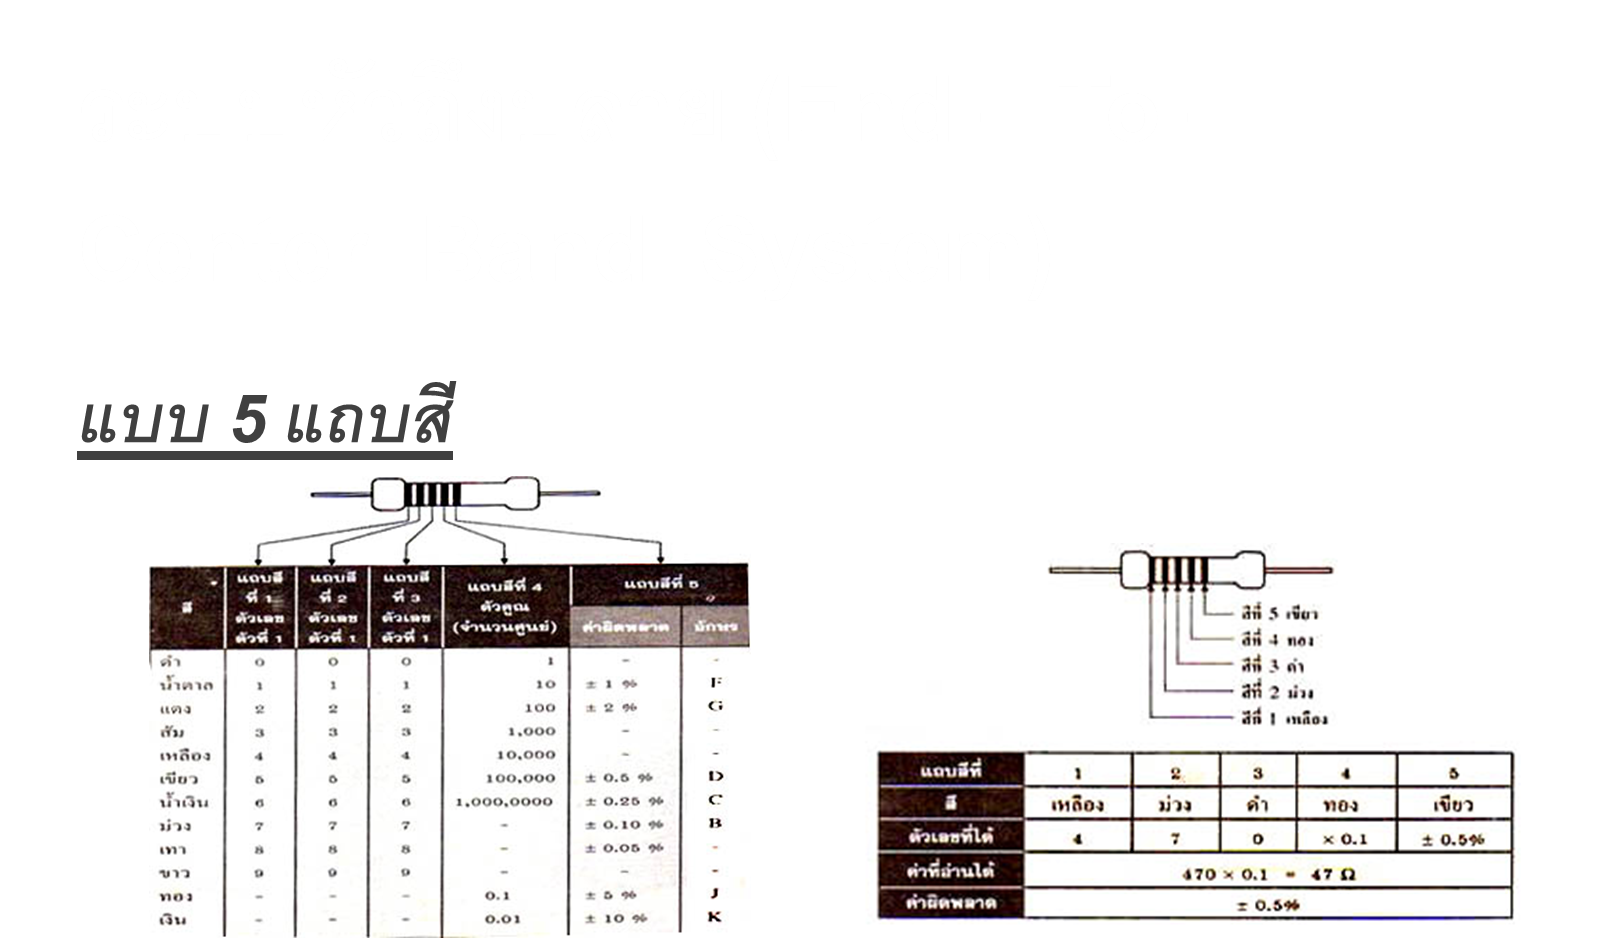 แบบ 5 แถบสี
สี แถบสีที่ 1 ตัวเลขตัวที่ 1 แถบสีที่ 2 ตัวเลขตัวที่ 1 แถบสีที่ 3 ตัวเลขตัวที่ 1 แถบสีที่ 4 ตัวคูณ (จำนวนศูนย์) แถบสีที่ 5 ค่าผิดพลาด อักษร
ดำ 0 0 0 1 - -
น้ำตาล 1 1 1 10 ± 1 % F
แดง 2 2 2 100 ± 2 % G
ส้ม 3 3 3 1,000 - -
เหลือง 4 4 4 10,000 - -
เขียว 5 5 5 100,000 ± 0.5 % D
น้ำเงิน 6 6 6 1,000,0000 ± 0.25 % C
ม่วง 7 7 7 - ± 0.10 % B
เทา 8 8 8 - ± 0.05 % -
ขาว 9 9 9 - - -
ทอง - - - 0.1 ± 5 % J
เงิน - - - 0.01 ± 10 % K
สีที่ 5 เขียว
สีที่ 4 ทอง
สีที่ 3 ดำ
สีที่ 2 ม่วง
สีที่ 1 เหลือง
แถบสีที่ 1 2 3 4 5
สี เหลือง ม่วง ดำ ทอง เขียว
ตัวเลขที่ได้ 4 7 0 × 0.1 ± 0.5%
ค่าที่อ่านได้ 470 × 0.1 = 47 Ω
ค่าผิดพลาด ± 0.5%